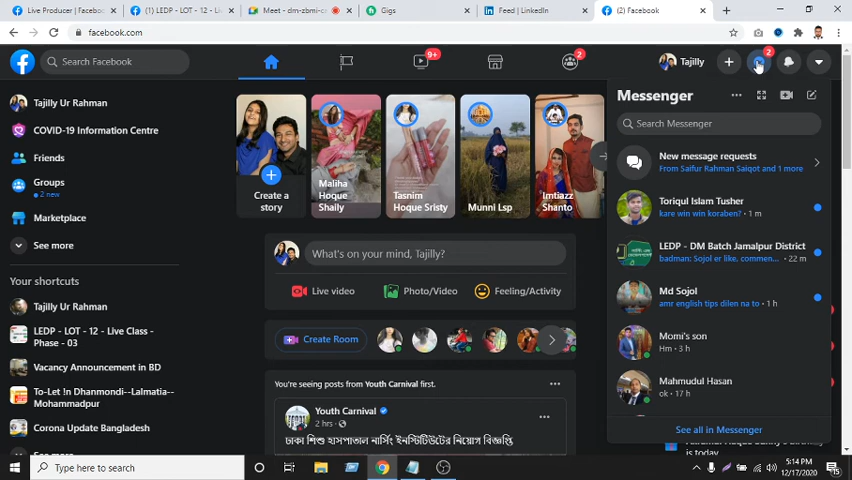 Live Producer | Facebook
(1) LEDP - LOT - 12 - Li
Meet - dm-zbmi-c
Gigs
Feed | LinkedIn
(2) Facebook
facebook.com
Search Facebook
9+
2
Tajilly
2
Tajilly Ur Rahman
COVID-19 Information Centre
Friends
Groups
2 new
Marketplace
See more
Your shortcuts
Tajilly Ur Rahman
LEDP - LOT - 12 - Live Class -
Phase - 03
Vacancy Announcement in BD
To-Let !n Dhanmondi--Lalmatia--
Mohammadpur
Corona Update Bangladesh
Create a
story
Maliha
Hoque
Shaily
Tasnim
Hoque Sristy
Munni Lsp
Imtiazz
Shanto
What's on your mind, Tajilly?
Live video
Photo/Video
Feeling/Activity
Create Room
You're seeing posts from Youth Carnival first.
Youth Carnival
2 hrs
ঢাকা শিশু হাসপাতাল নার্সিং ইনস্টিটিউটের নিয়োগ বিজ্ঞপ্তি
Messenger
Search Messenger
New message requests
From Saifur Rahman Saiqot and 1 more
Toriqul Islam Tusher
kare win win koraben? · 1 m
LEDP - DM Batch Jamalpur District
badman: Sojol er like, commen... · 22 m
Md Sojol
amr english tips dilen na to · 1 h
Momi's son
Hm · 3 h
Mahmudul Hasan
ok · 17 h
See all in Messenger
is today
Type here to search
5:14 PM
12/17/2020
15